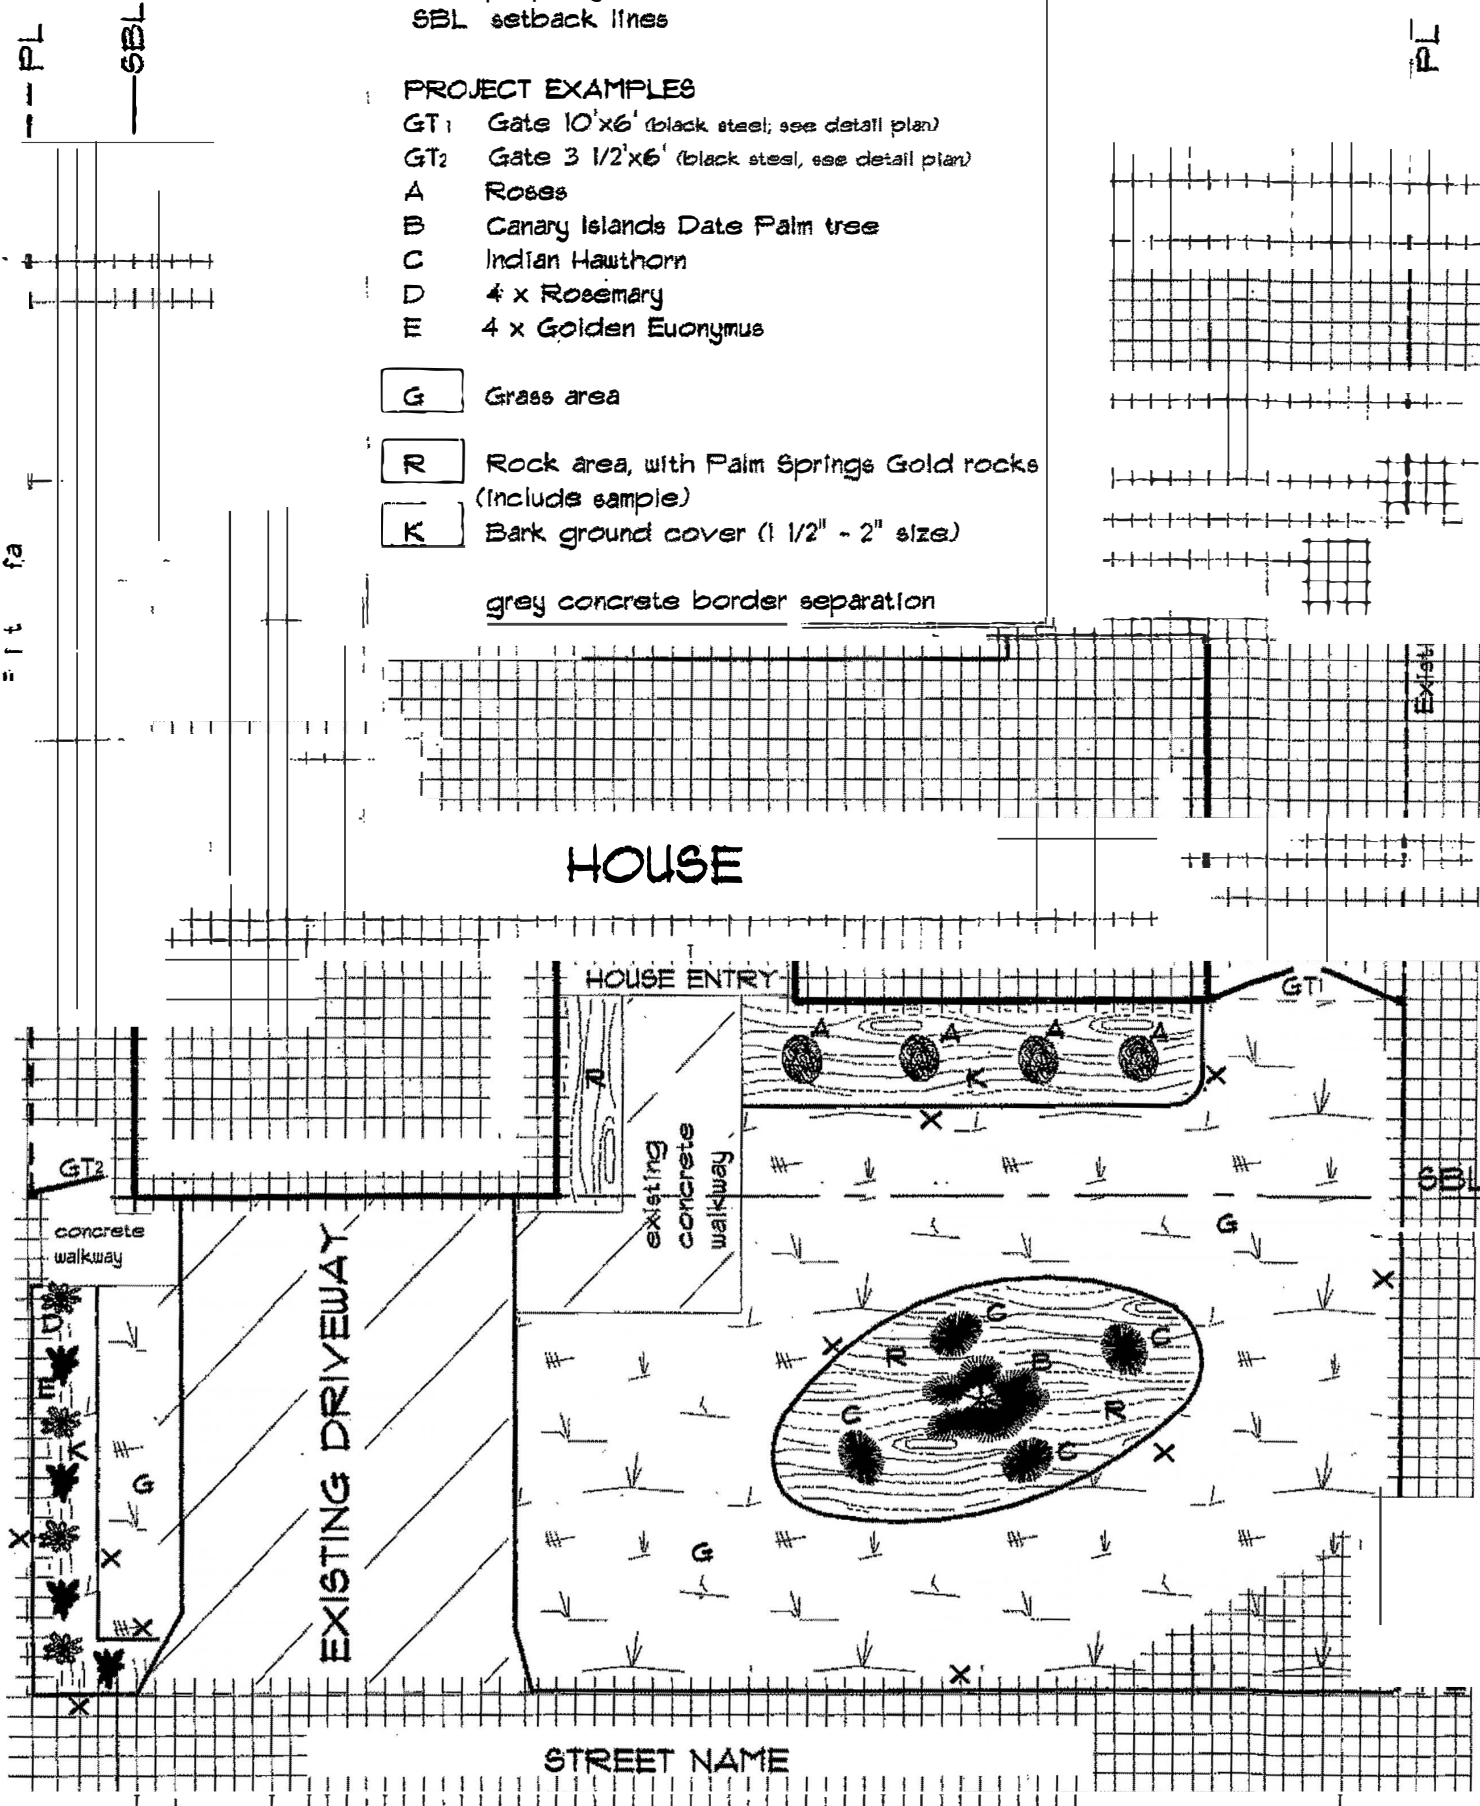 PL
SBL
PL
SBL setback lines
PROJECT EXAMPLES
GT1 Gate 10'x6' (black steel; see detail plan)
GT2 Gate 3 1/2'x6' (black steel, see detail plan)
A Roses
B Canary Islands Date Palm tree
C Indian Hawthorn
D 4 x Rosemary
E 4 x Golden Euonymus
G Grass area
R Rock area, with Palm Springs Gold rocks
(include sample)
K Bark ground cover (1 1/2" - 2" size)
grey concrete border separation
HOUSE
HOUSE ENTRY
GT1
A
A
A
A
R
K
X
X
existing
concrete
walkway
GT2
SBL
concrete
walkway
G
X
EXISTING DRIVEWAY
D
E
K
G
X
X
X
X
C
C
X
R
B
R
C
C
X
G
X
STREET NAME